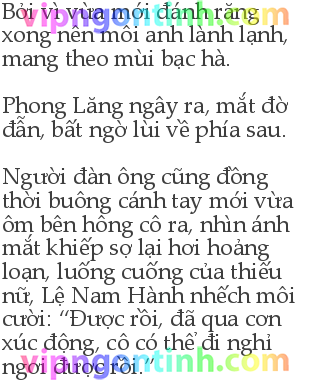 Bởi vì vừa mới đánh răng
xong nên môi anh lành lạnh,
mang theo mùi bạc hà.
Phong Lăng ngây ra, mắt đờ
đẫn, bất ngờ lùi về phía sau.
Người đàn ông cũng đồng
thời buông cánh tay mới vừa
ôm bên hông cô ra, nhìn ánh
mắt khiếp sợ lại hơi hoảng
loạn, luống cuống của thiếu
nữ, Lệ Nam Hành nhếch môi
cười: “Được rồi, đã qua cơn
xúc động, cô có thể đi nghỉ
ngơi được rồi.”
vipngontinh.com
vipngontinh.com